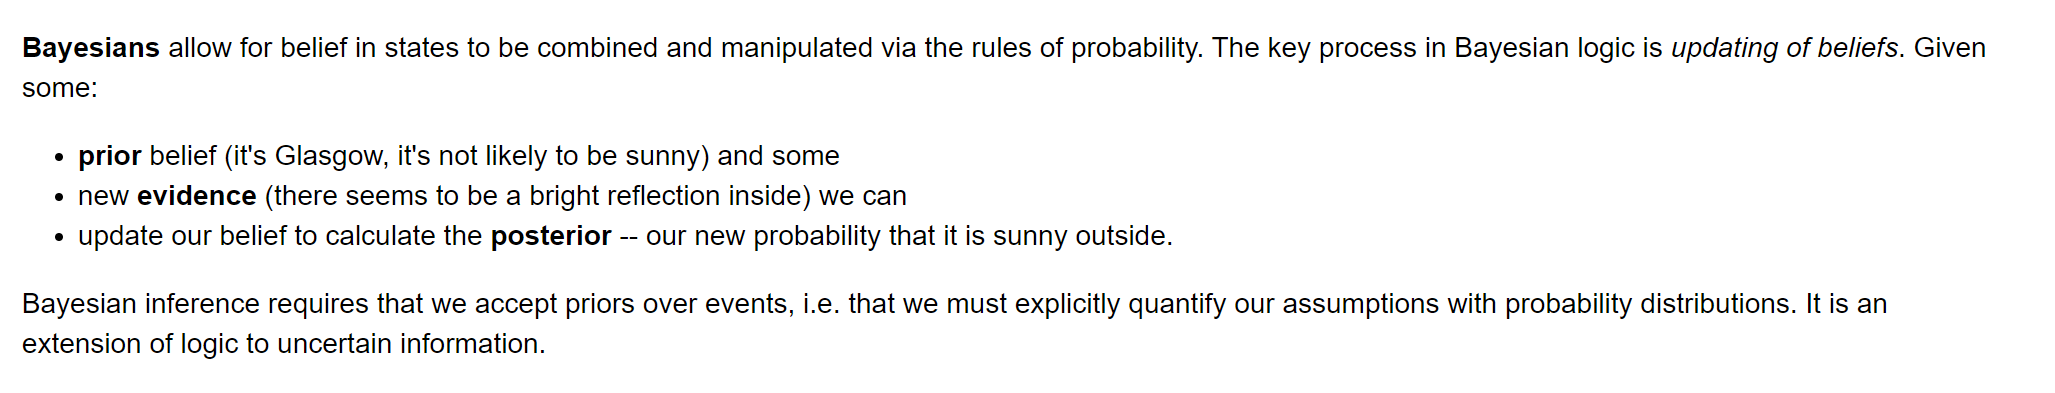 Bayesians allow for belief in states to be combined and manipulated via the rules of probability. The key process in Bayesian logic is updating of beliefs. Given
some:
• prior belief (it's Glasgow, it's not likely to be sunny) and some
• new evidence (there seems to be a bright reflection inside) we can
• update our belief to calculate the posterior -- our new probability that it is sunny outside.
Bayesian inference requires that we accept priors over events, i.e. that we must explicitly quantify our assumptions with probability distributions. It is an
extension of logic to uncertain information.